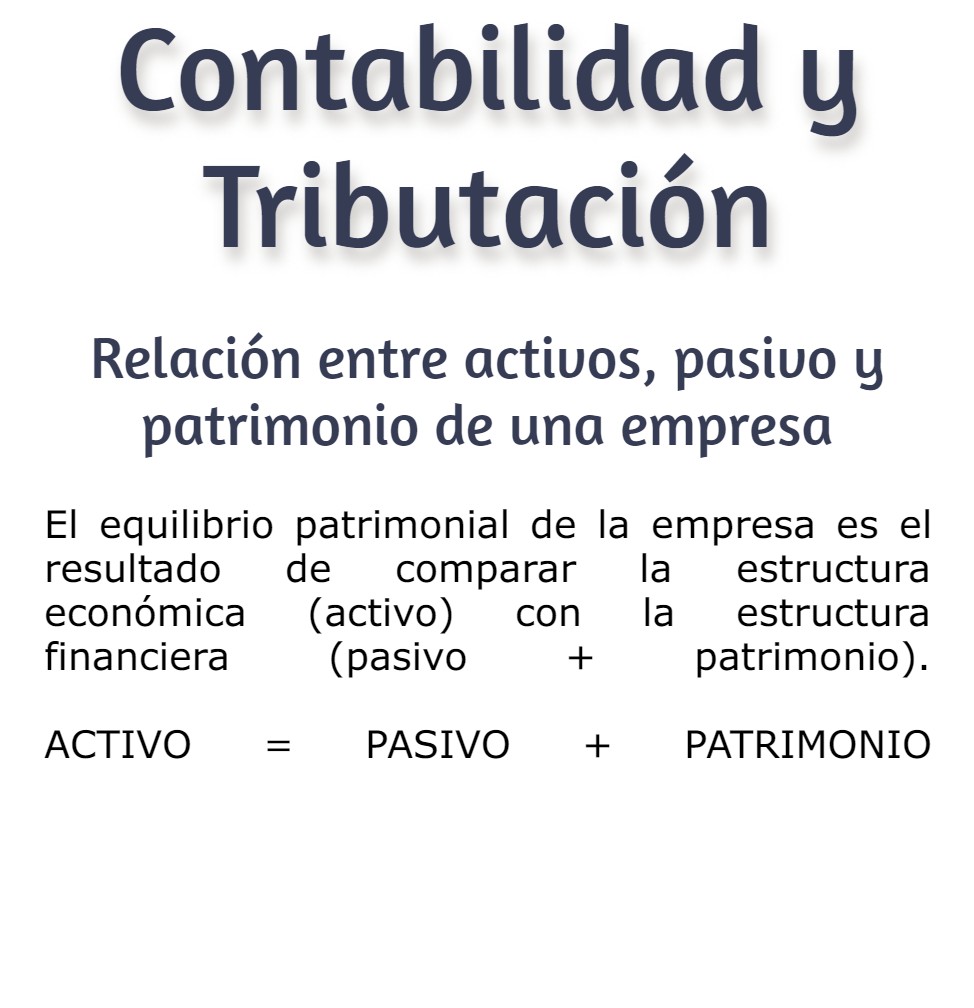 Contabilidad y
Tributación
Relación entre activos, pasivo y
patrimonio de una empresa
El equilibrio patrimonial de la empresa es el
resultado de comparar la estructura
económica (activo) con la estructura
financiera (pasivo + patrimonio).
ACTIVO = PASIVO + PATRIMONIO